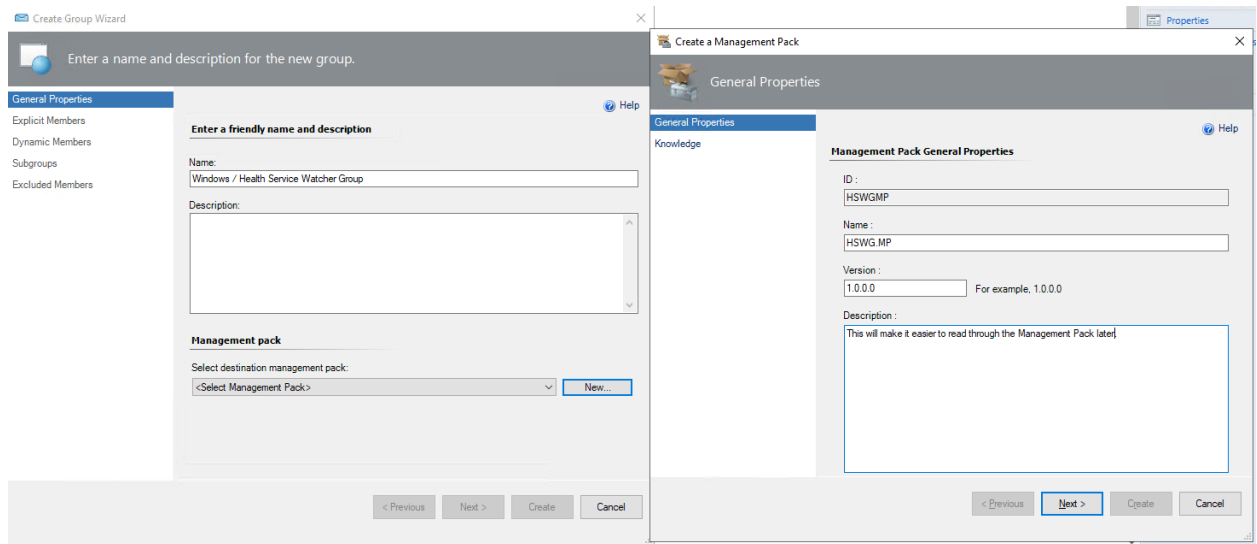 Create Group Wizard
Enter a name and description for the new group.
General Properties
Explicit Members
Dynamic Members
Subgroups
Excluded Members
Help
Enter a friendly name and description
Name:
Windows / Health Service Watcher Group
Description:
Management pack
Select destination management pack:
<Select Management Pack>
New...
< Previous
Next >
Create
Cancel
Properties
Create a Management Pack
General Properties
General Properties
Knowledge
Help
Management Pack General Properties
ID :
HSWGMP
Name :
HSWG.MP
Version :
1.0.0.0
For example, 1.0.0.0
Description :
This will make it easier to read through the Management Pack later.
< Previous
Next >
Create
Cancel